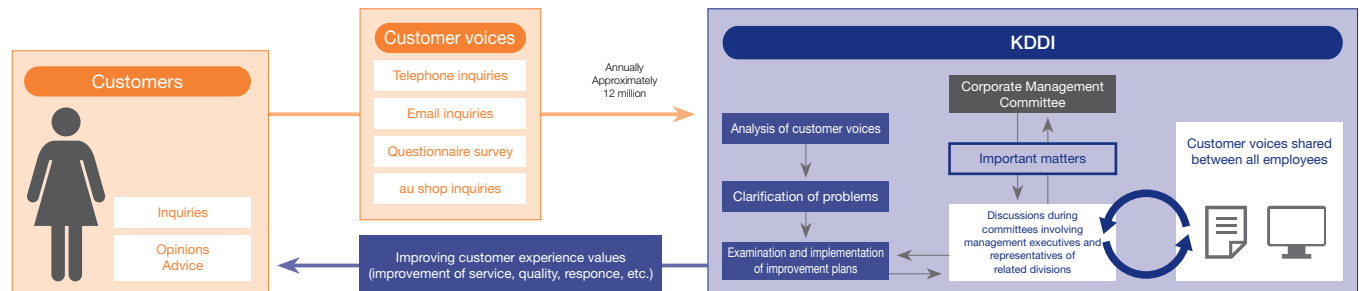 Customers
Inquiries
Opinions
Advice
Customer voices
Telephone inquiries
Email inquiries
Questionnaire survey
au shop inquiries
Annually
Approximately
12 million
Improving customer experience values
(improvement of service, quality, responce, etc.)
KDDI
Analysis of customer voices
Clarification of problems
Examination and implementation
of improvement plans
Corporate Management
Committee
Important matters
Discussions during
committees involving
management executives and
representatives of
related divisions
Customer voices shared
between all employees